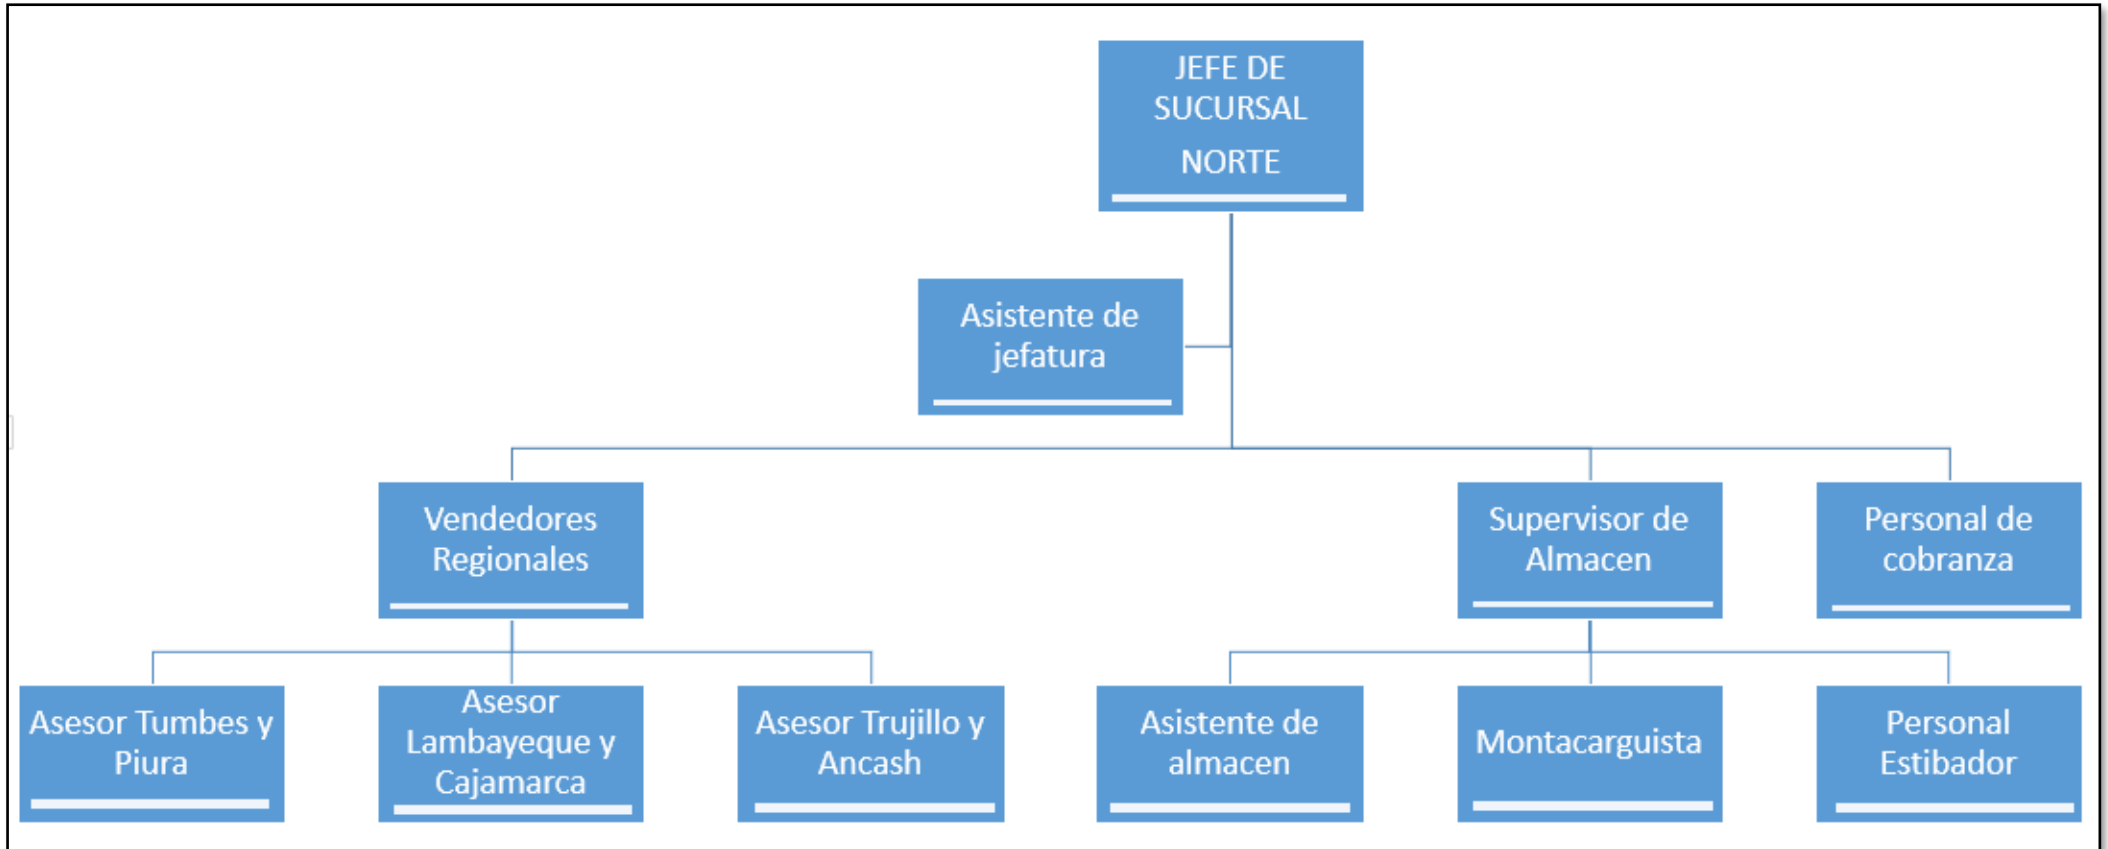 JEFE DE
SUCURSAL
NORTE
Asistente de
jefatura
Vendedores
Regionales
Supervisor de
Almacen
Personal de
cobranza
Asesor Tumbes y
Piura
Asesor
Lambayeque y
Cajamarca
Asesor Trujillo y
Ancash
Asistente de
almacen
Montacarguista
Personal
Estibador